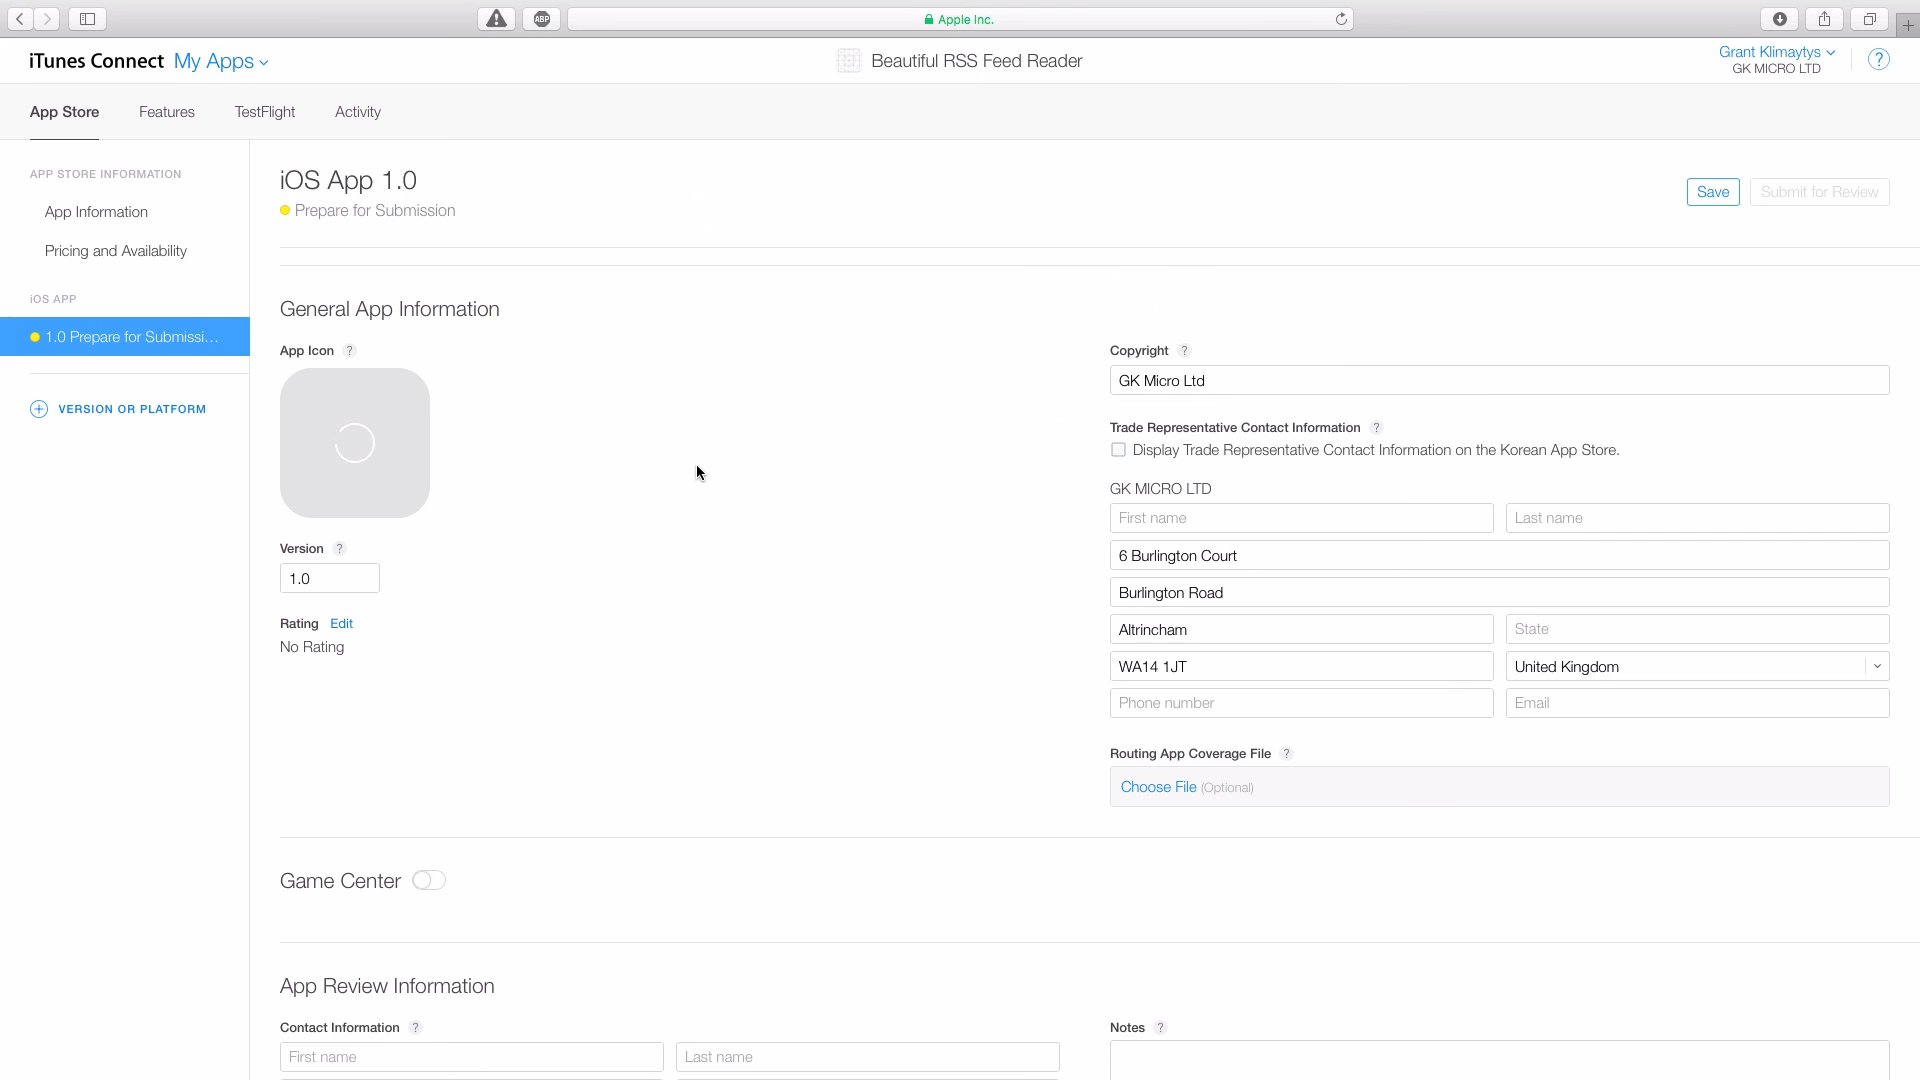 ABP
Apple Inc.
iTunes Connect My Apps
Beautiful RSS Feed Reader
Grant Klimaytys
GK MICRO LTD
?
App Store
Features
TestFlight
Activity
APP STORE INFORMATION
App Information
Pricing and Availability
iOS APP
1.0 Prepare for Submissi...
VERSION OR PLATFORM
iOS App 1.0
Prepare for Submission
Save
Submit for Review
General App Information
App Icon ?
Version ?
1.0
Rating Edit
No Rating
Copyright ?
GK Micro Ltd
Trade Representative Contact Information ?
Display Trade Representative Contact Information on the Korean App Store.
GK MICRO LTD
First name
Last name
6 Burlington Court
Burlington Road
Altrincham
State
WA14 1JT
United Kingdom
Phone number
Email
Routing App Coverage File ?
Choose File (Optional)
Game Center
App Review Information
Contact Information ?
First name
Last name
Notes ?